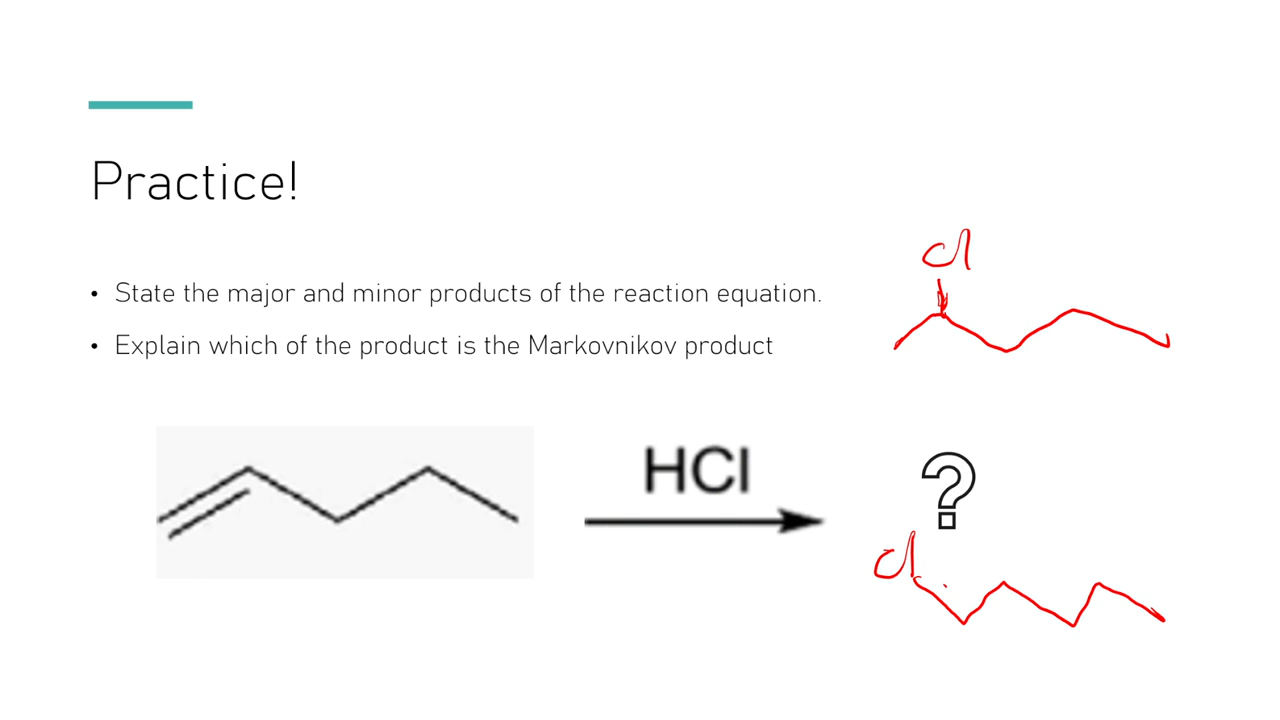 Practice!
Cl
• State the major and minor products of the reaction equation.
• Explain which of the product is the Markovnikov product
HCl
?
Cl